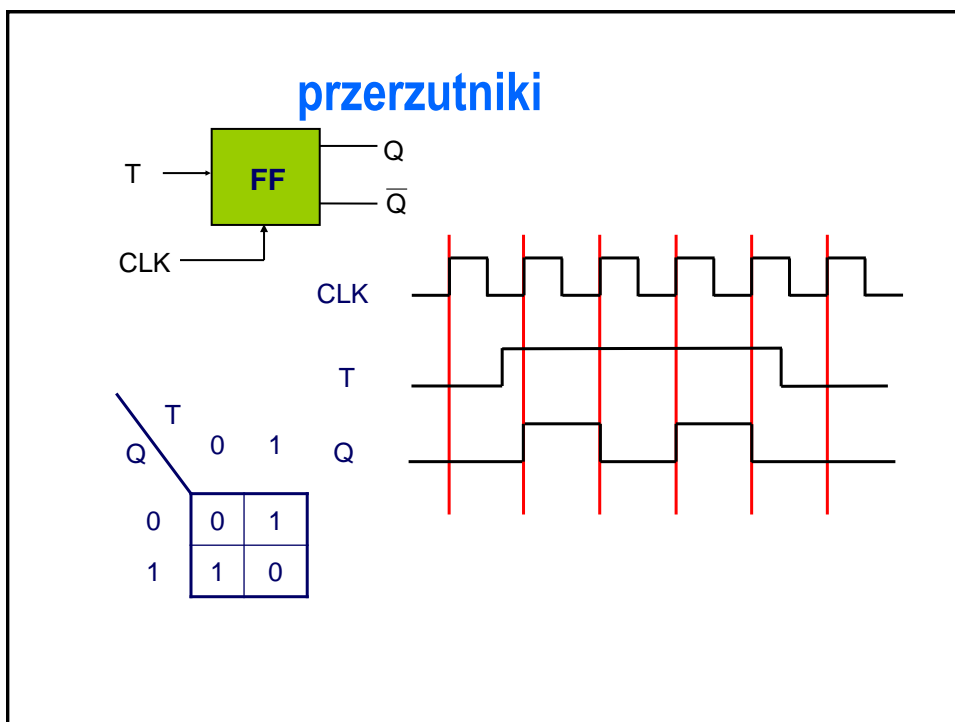 przerzutniki
T
FF
Q
Q̅
CLK
CLK
T
Q
T
Q
0 1
0 0 1
1 1 0